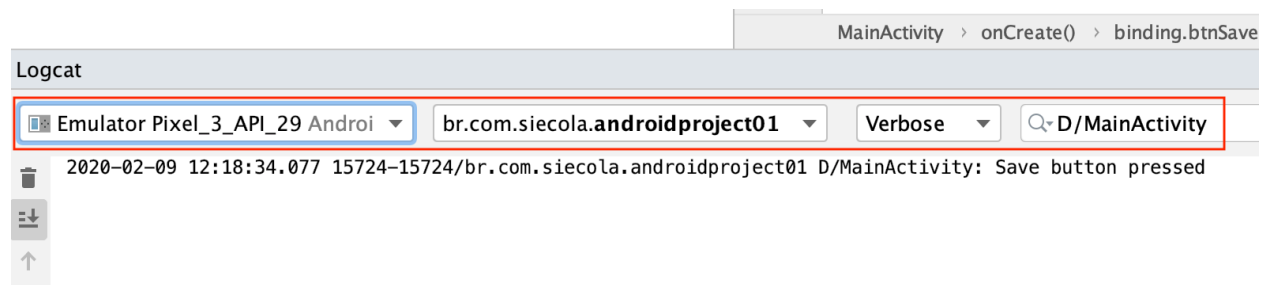 MainActivity > onCreate() > binding.btnSave
Logcat
Emulator Pixel_3_API_29 Androi br.com.siecola.androidproject01 Verbose D/MainActivity
2020-02-09 12:18:34.077 15724-15724/br.com.siecola.androidproject01 D/MainActivity: Save button pressed